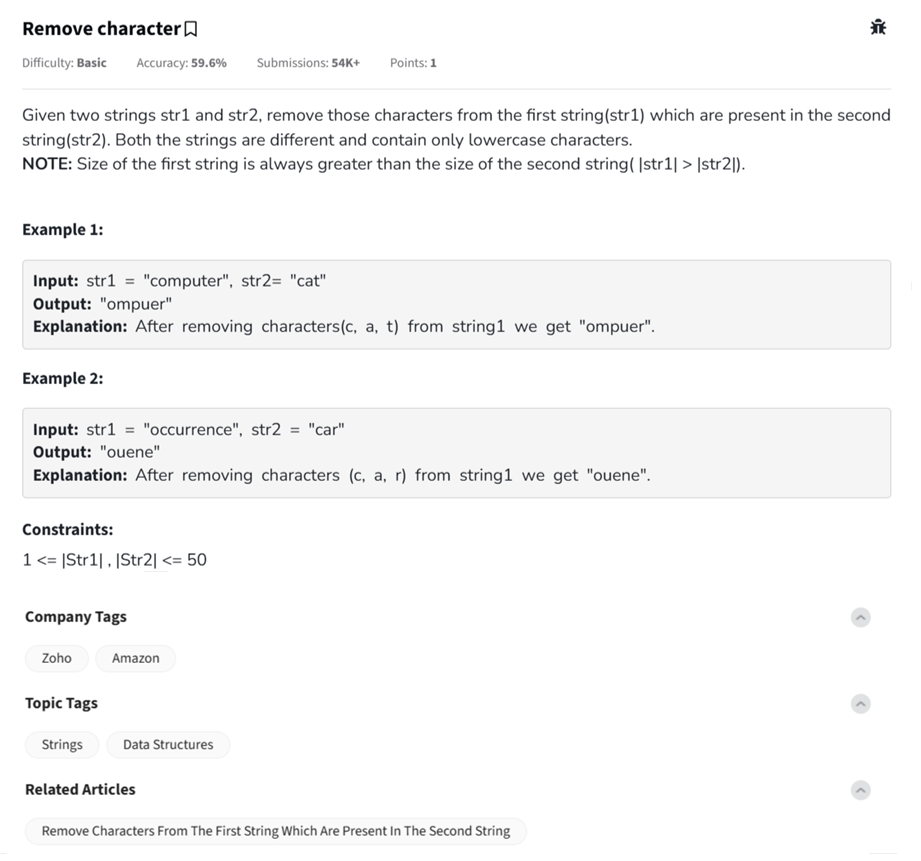 Remove character
Difficulty: Basic Accuracy: 59.6% Submissions: 54K+ Points: 1
Given two strings str1 and str2, remove those characters from the first string(str1) which are present in the second
string(str2). Both the strings are different and contain only lowercase characters.
NOTE: Size of the first string is always greater than the size of the second string( |str1| > |str2|).
Example 1:
Input: str1 = "computer", str2= "cat"
Output: "ompuer"
Explanation: After removing characters(c, a, t) from string1 we get "ompuer".
Example 2:
Input: str1 = "occurrence", str2 = "car"
Output: "ouene"
Explanation: After removing characters (c, a, r) from string1 we get "ouene".
Constraints:
1 <= |Str1| , |Str2| <= 50
Company Tags
Zoho Amazon
Topic Tags
Strings Data Structures
Related Articles
Remove Characters From The First String Which Are Present In The Second String